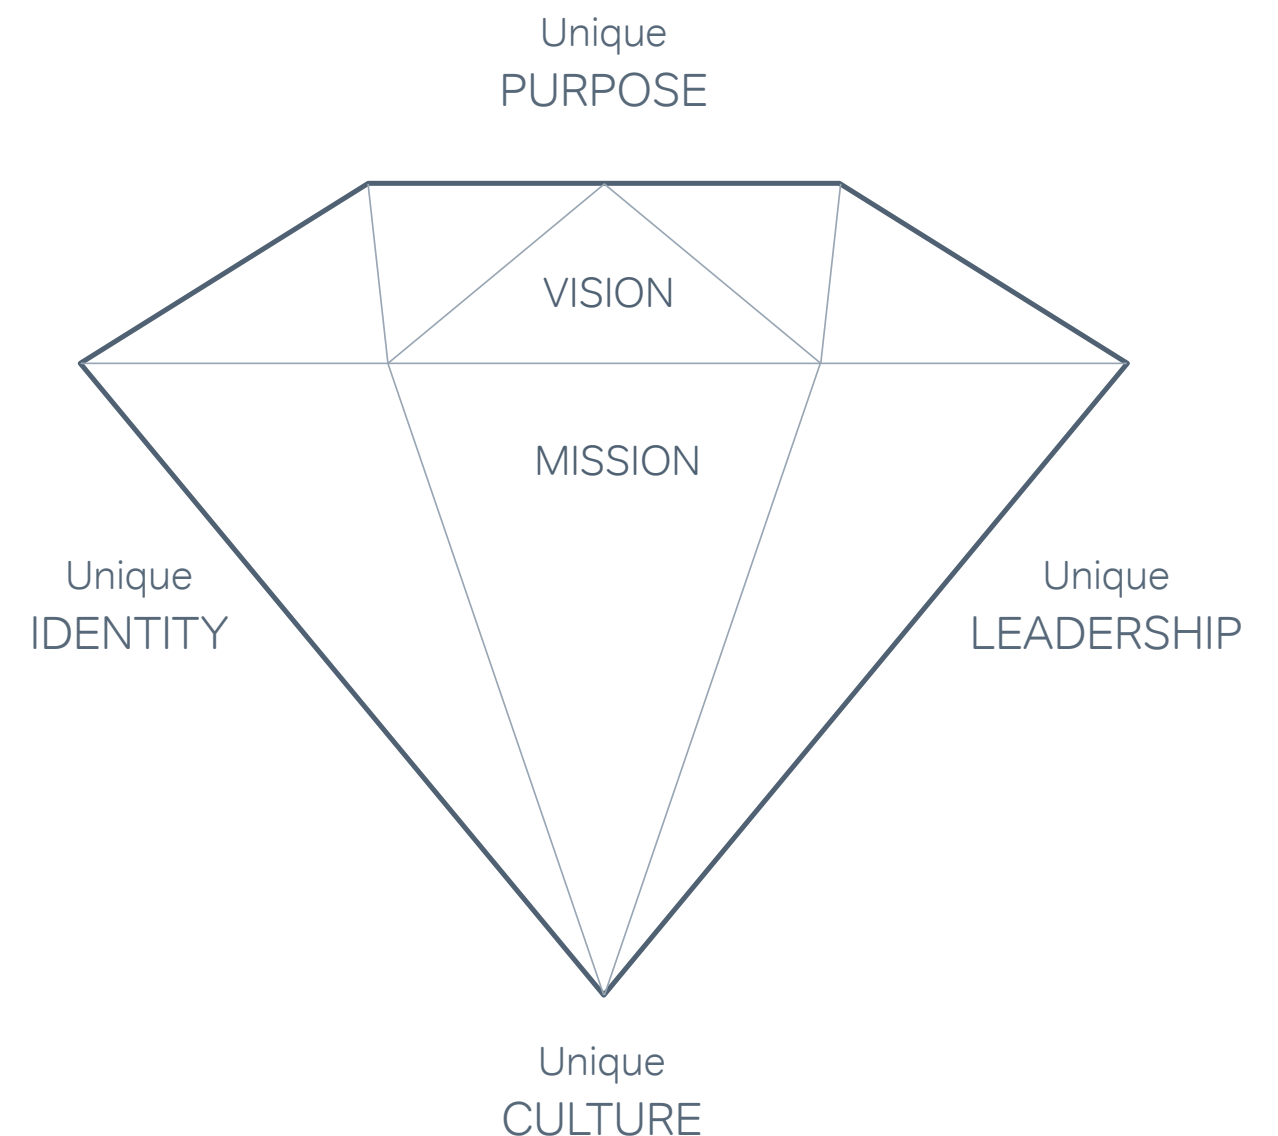 Unique
PURPOSE
VISION
MISSION
Unique
IDENTITY
Unique
LEADERSHIP
Unique
CULTURE